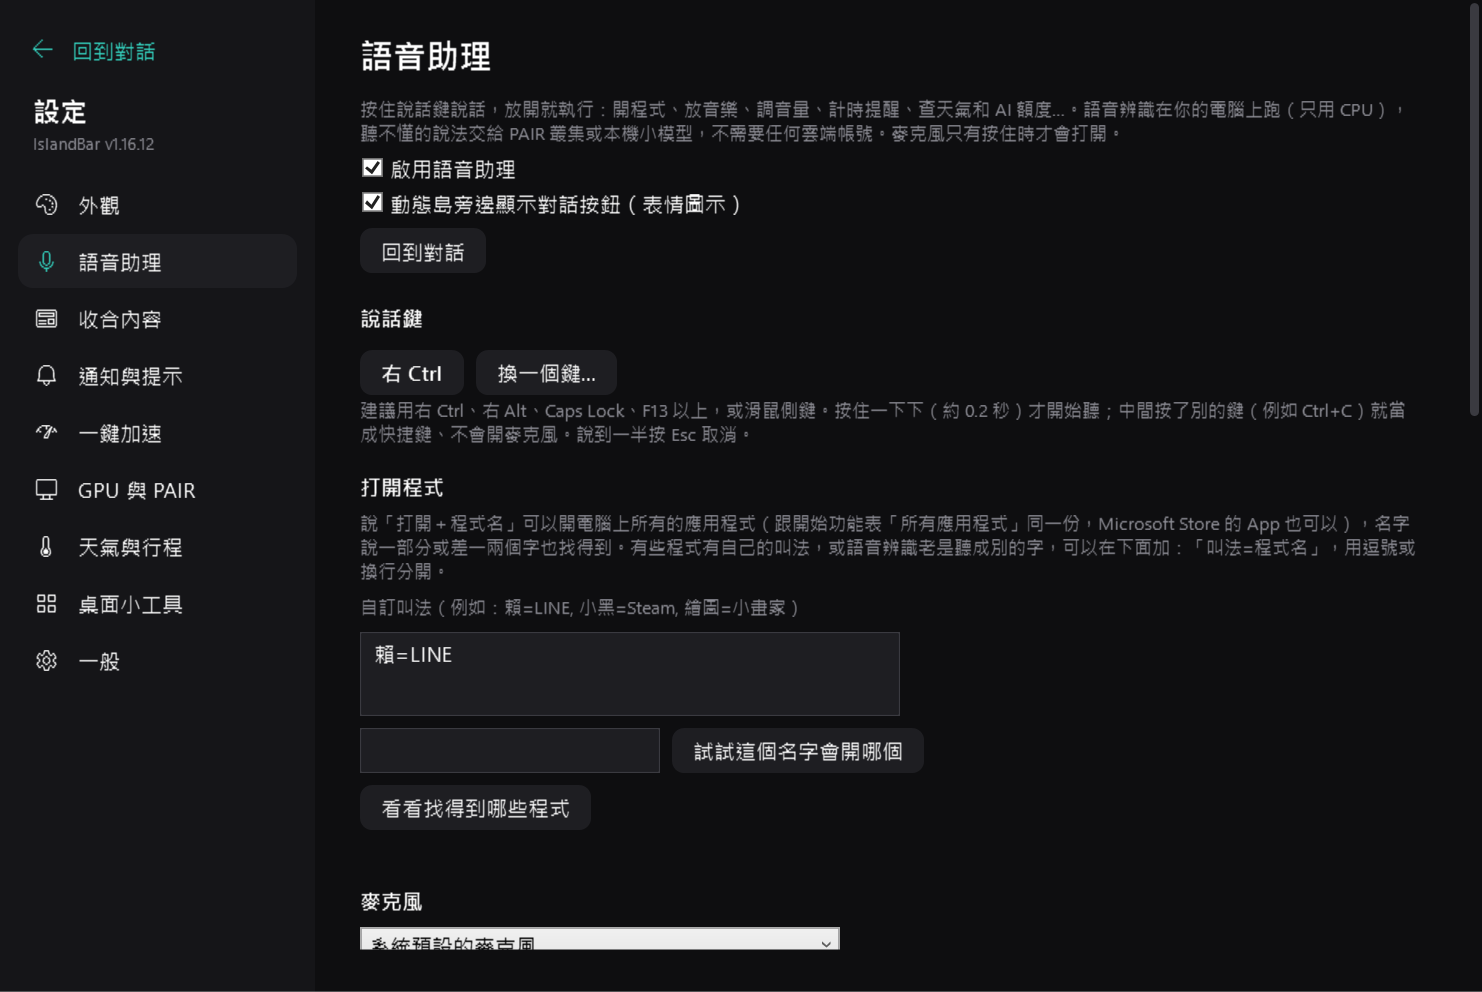 回到對話
設定
IslandBar v1.16.12
外觀
語音助理
收合內容
通知與提示
一鍵加速
GPU 與 PAIR
天氣與行程
桌面小工具
一般
語音助理
按住說話鍵說話，放開就執行：開程式、放音樂、調音量、計時提醒、查天氣和 AI 額度...。語音辨識在你的電腦上跑（只用 CPU），
聽不懂的說法交給 PAIR 叢集或本機小模型，不需要任何雲端帳號。麥克風只有按住時才會打開。
啟用語音助理
動態島旁邊顯示對話按鈕（表情圖示）
回到對話
說話鍵
右 Ctrl
換一個鍵...
建議用右 Ctrl、右 Alt、Caps Lock、F13 以上，或滑鼠側鍵。按住一下下（約 0.2 秒）才開始聽；中間按了別的鍵（例如 Ctrl+C）就當
成快捷鍵、不會開麥克風。說到一半按 Esc 取消。
打開程式
說「打開 + 程式名」可以開電腦上所有的應用程式（跟開始功能表「所有應用程式」同一份，Microsoft Store 的 App 也可以），名字
說一部分或差一兩個字也找得到。有些程式有自己的叫法，或語音辨識老是聽成別的字，可以在下面加：「叫法=程式名」，用逗號或
換行分開。
自訂叫法（例如：賴=LINE, 小黑=Steam, 繪圖=小畫家）
賴=LINE
試試這個名字會開哪個
看看找得到哪些程式
麥克風
系統預設的麥克風